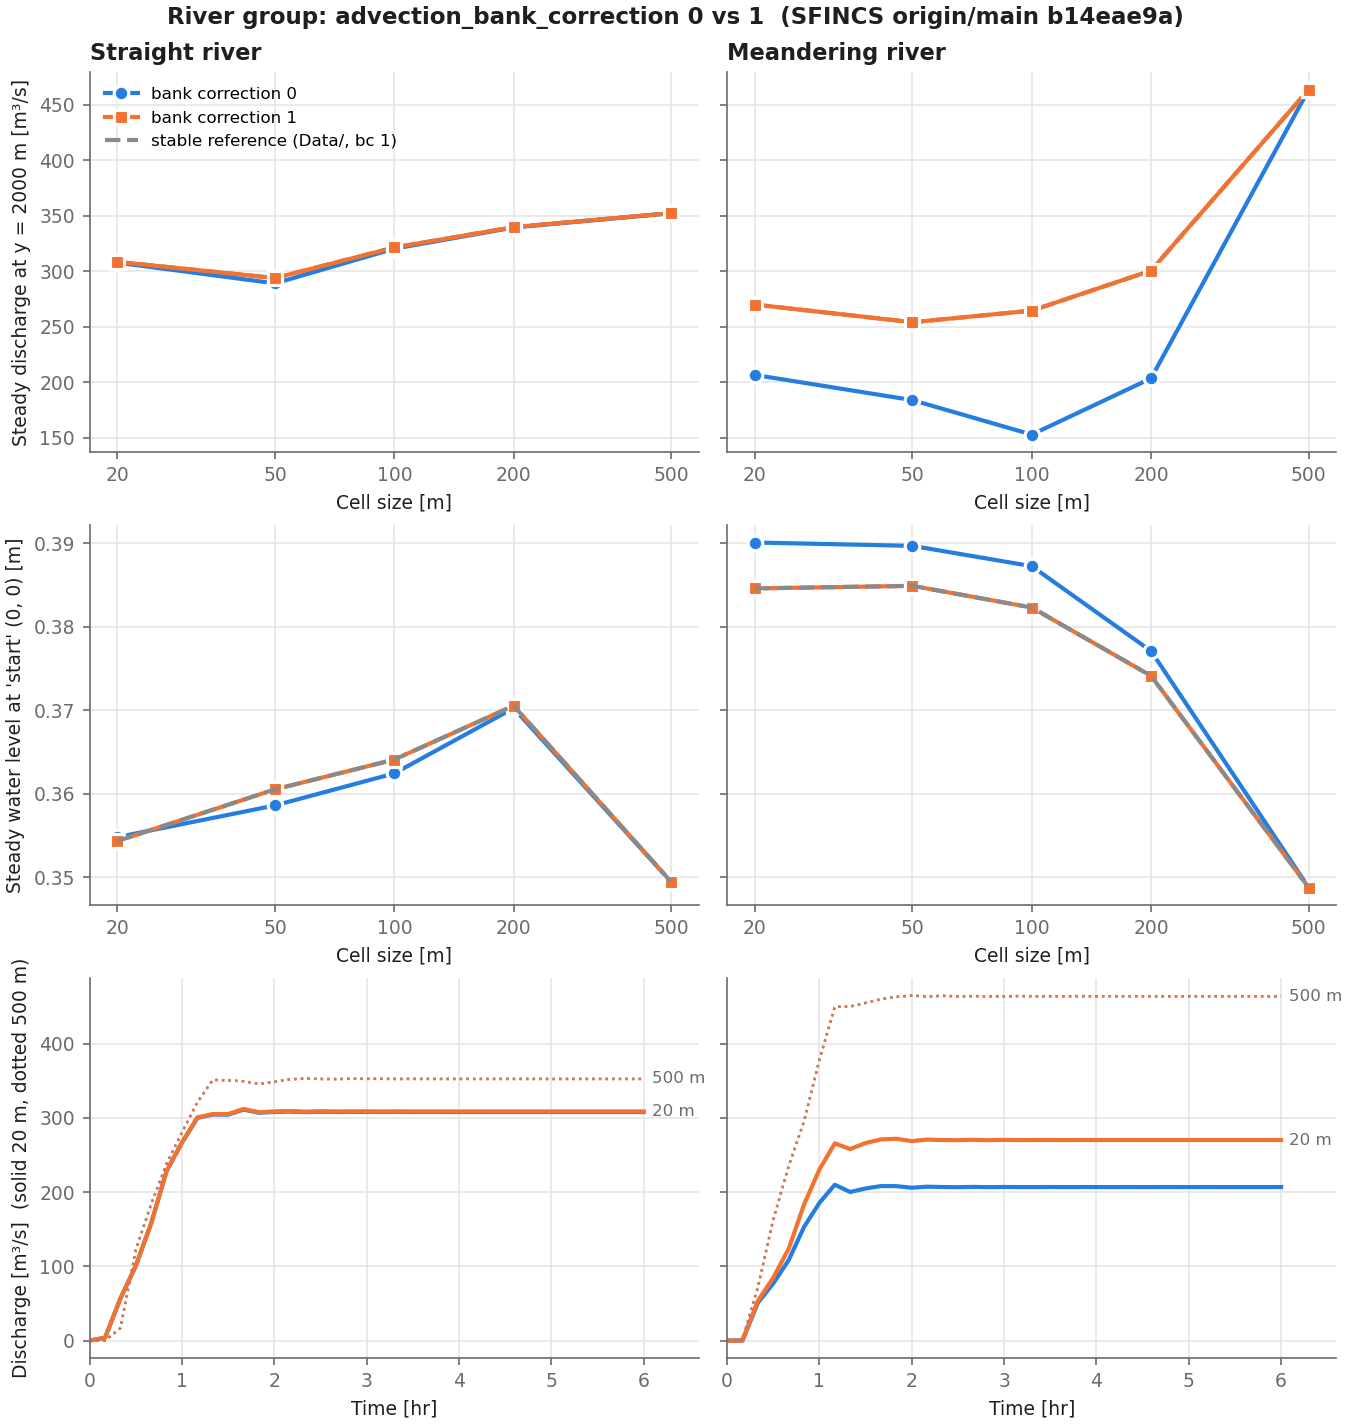 River group: advection_bank_correction 0 vs 1  (SFINCS origin/main b14eae9a)
Straight river
Meandering river
Steady discharge at y = 2000 m [m³/s]
bank correction 0
bank correction 1
stable reference (Data/, bc 1)
450
400
350
300
250
200
150
20 50 100 200 500
Cell size [m]
20 50 100 200 500
Cell size [m]
Steady water level at 'start' (0, 0) [m]
0.39
0.38
0.37
0.36
0.35
20 50 100 200 500
Cell size [m]
20 50 100 200 500
Cell size [m]
Discharge [m³/s]  (solid 20 m, dotted 500 m)
400
300
200
100
0
500 m
20 m
0 1 2 3 4 5 6
Time [hr]
500 m
20 m
0 1 2 3 4 5 6
Time [hr]